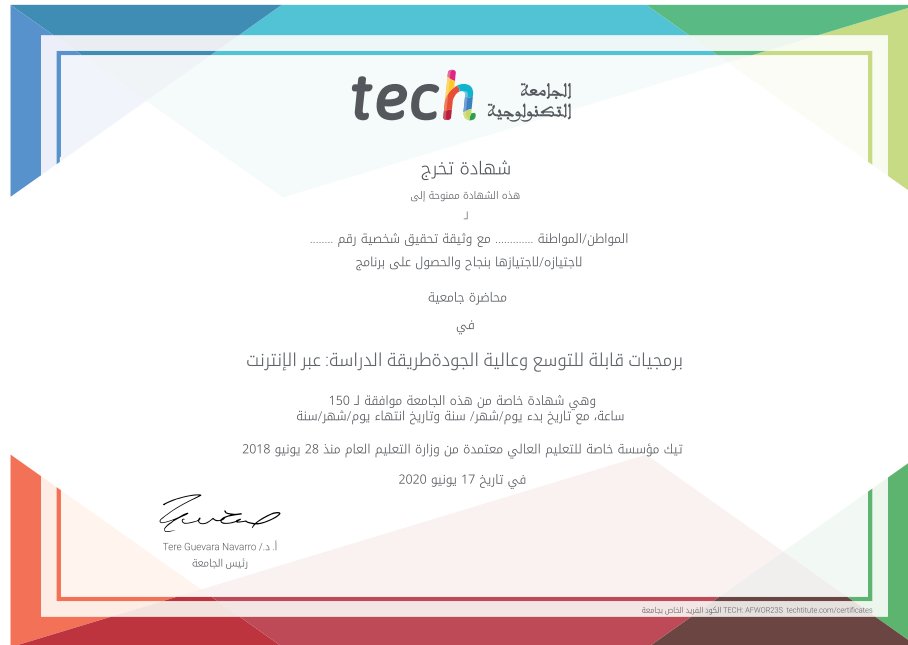 tech الجامعة
التكنولوجية
شهادة تخرج
هذه الشهادة ممنوحة إلى
لـ
المواطن/المواطنة ............ مع وثيقة تحقيق شخصية رقم ........
لاجتيازه/لاجتيازها بنجاح والحصول على برنامج
محاضرة جامعية
في
برمجيات قابلة للتوسع وعالية الجودةطريقة الدراسة: عبر الإنترنت
وهي شهادة خاصة من هذه الجامعة موافقة لـ 150
ساعة، مع تاريخ بدء يوم/شهر/ سنة وتاريخ انتهاء يوم/شهر/سنة
تيك مؤسسة خاصة للتعليم العالي معتمدة من وزارة التعليم العام منذ 28 يونيو 2018
في تاريخ 17 يونيو 2020
أ. د./ Tere Guevara Navarro
رئيس الجامعة
الكود الفريد الخاص بجامعة TECH: AFWOR23S techtitute.com/certificates